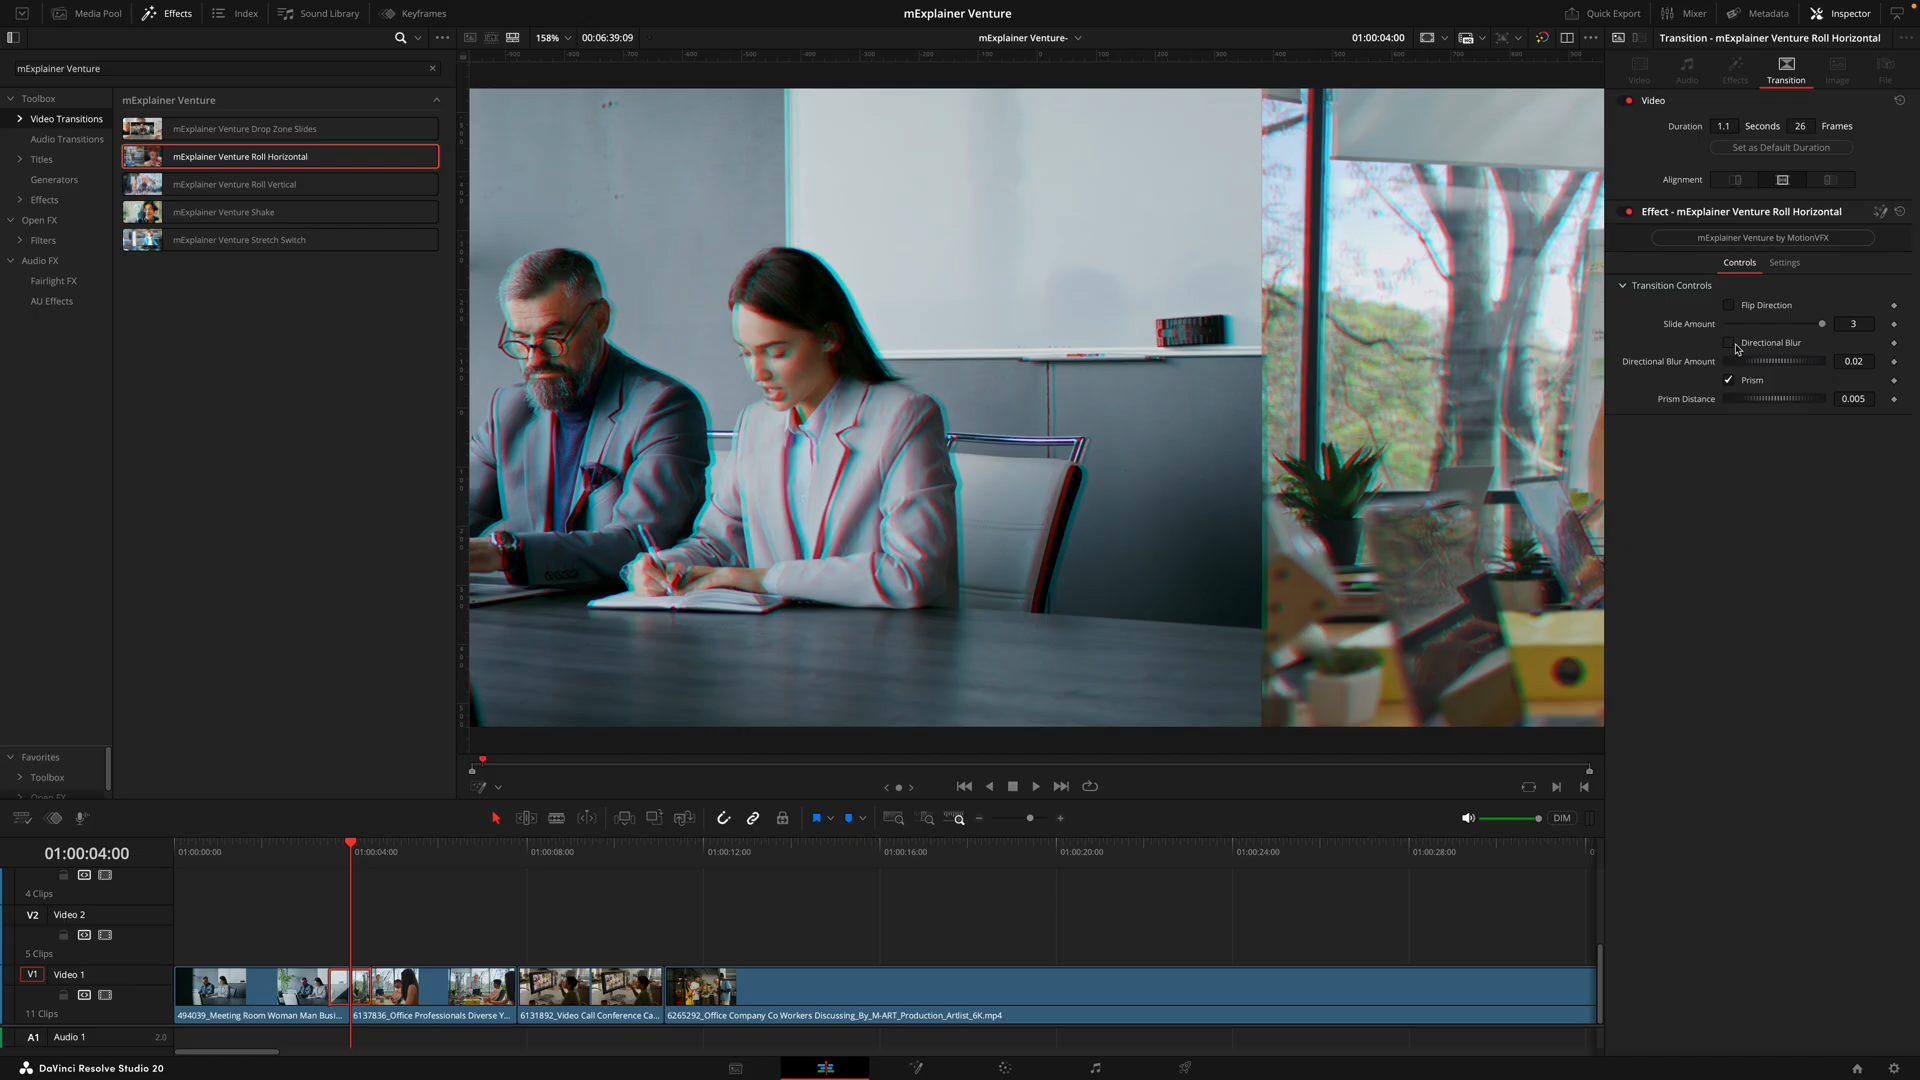 Media Pool
Effects
Index
Sound Library
Keyframes
mExplainer Venture
Quick Export
Mixer
Metadata
Inspector
158%
00:06:39:09
mExplainer Venture-
01:00:04:00
Transition - mExplainer Venture Roll Horizontal
mExplainer Venture
Video
Audio
Effects
Transition
Image
File
Toolbox
Video Transitions
Audio Transitions
Titles
Generators
Effects
Open FX
Filters
Audio FX
Fairlight FX
AU Effects
mExplainer Venture
mExplainer Venture Drop Zone Slides
mExplainer Venture Roll Horizontal
mExplainer Venture Roll Vertical
mExplainer Venture Shake
mExplainer Venture Stretch Switch
Video
Duration 1.1 Seconds 26 Frames
Set as Default Duration
Alignment
Effect - mExplainer Venture Roll Horizontal
mExplainer Venture by MotionVFX
Controls Settings
Transition Controls
Flip Direction
Slide Amount 3
Directional Blur
Directional Blur Amount 0.02
Prism
Prism Distance 0.005
Favorites
Toolbox
DIM
01:00:04:00
01:00:00:00
01:00:04:00
01:00:08:00
01:00:12:00
01:00:16:00
01:00:20:00
01:00:24:00
01:00:28:00
4 Clips
V2 Video 2
5 Clips
V1 Video 1
11 Clips
494039_Meeting Room Woman Man Busi...
6137836_Office Professionals Diverse Y...
6131892_Video Call Conference Ca...
6265292_Office Company Co Workers Discussing_By_M-ART_Production_Artlist_6K.mp4
A1 Audio 1 2.0
DaVinci Resolve Studio 20